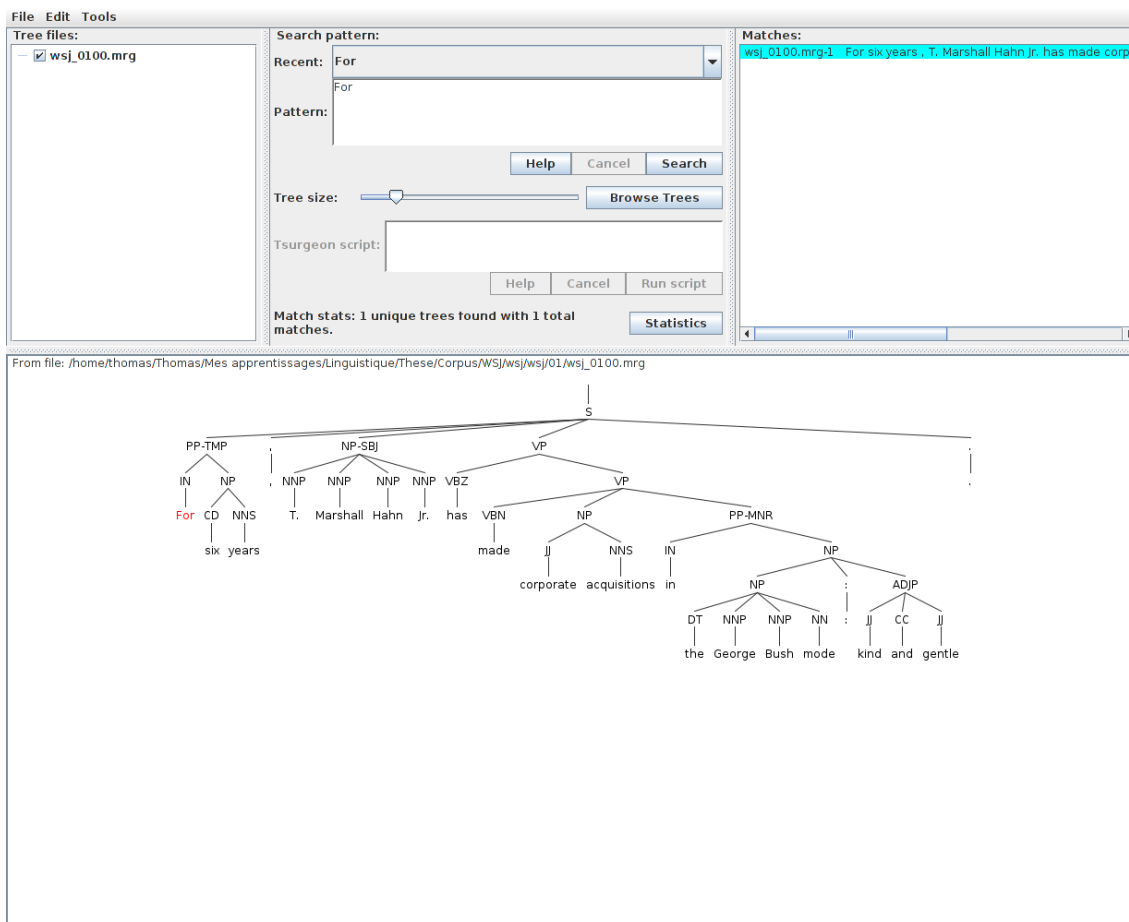 File Edit Tools
Tree files:
wsj_0100.mrg
Search pattern:
Recent: For
Pattern: For
Help Cancel Search
Tree size: Browse Trees
Tsurgeon script:
Help Cancel Run script
Match stats: 1 unique trees found with 1 total
matches.
Statistics
Matches:
wsj_0100.mrg-1 For six years , T. Marshall Hahn Jr. has made corp
From file: /home/thomas/Thomas/Mes apprentissages/Linguistique/These/Corpus/WSJ/wsj/wsj/01/wsj_0100.mrg
S
PP-TMP , NP-SBJ VP .
IN NP , NNP NNP NNP NNP VBZ VP .
For CD NNS T. Marshall Hahn Jr. has VBN NP PP-MNR
six years made JJ NNS IN NP
corporate acquisitions in NP : ADJP
DT NNP NNP NN : JJ CC JJ
the George Bush mode kind and gentle